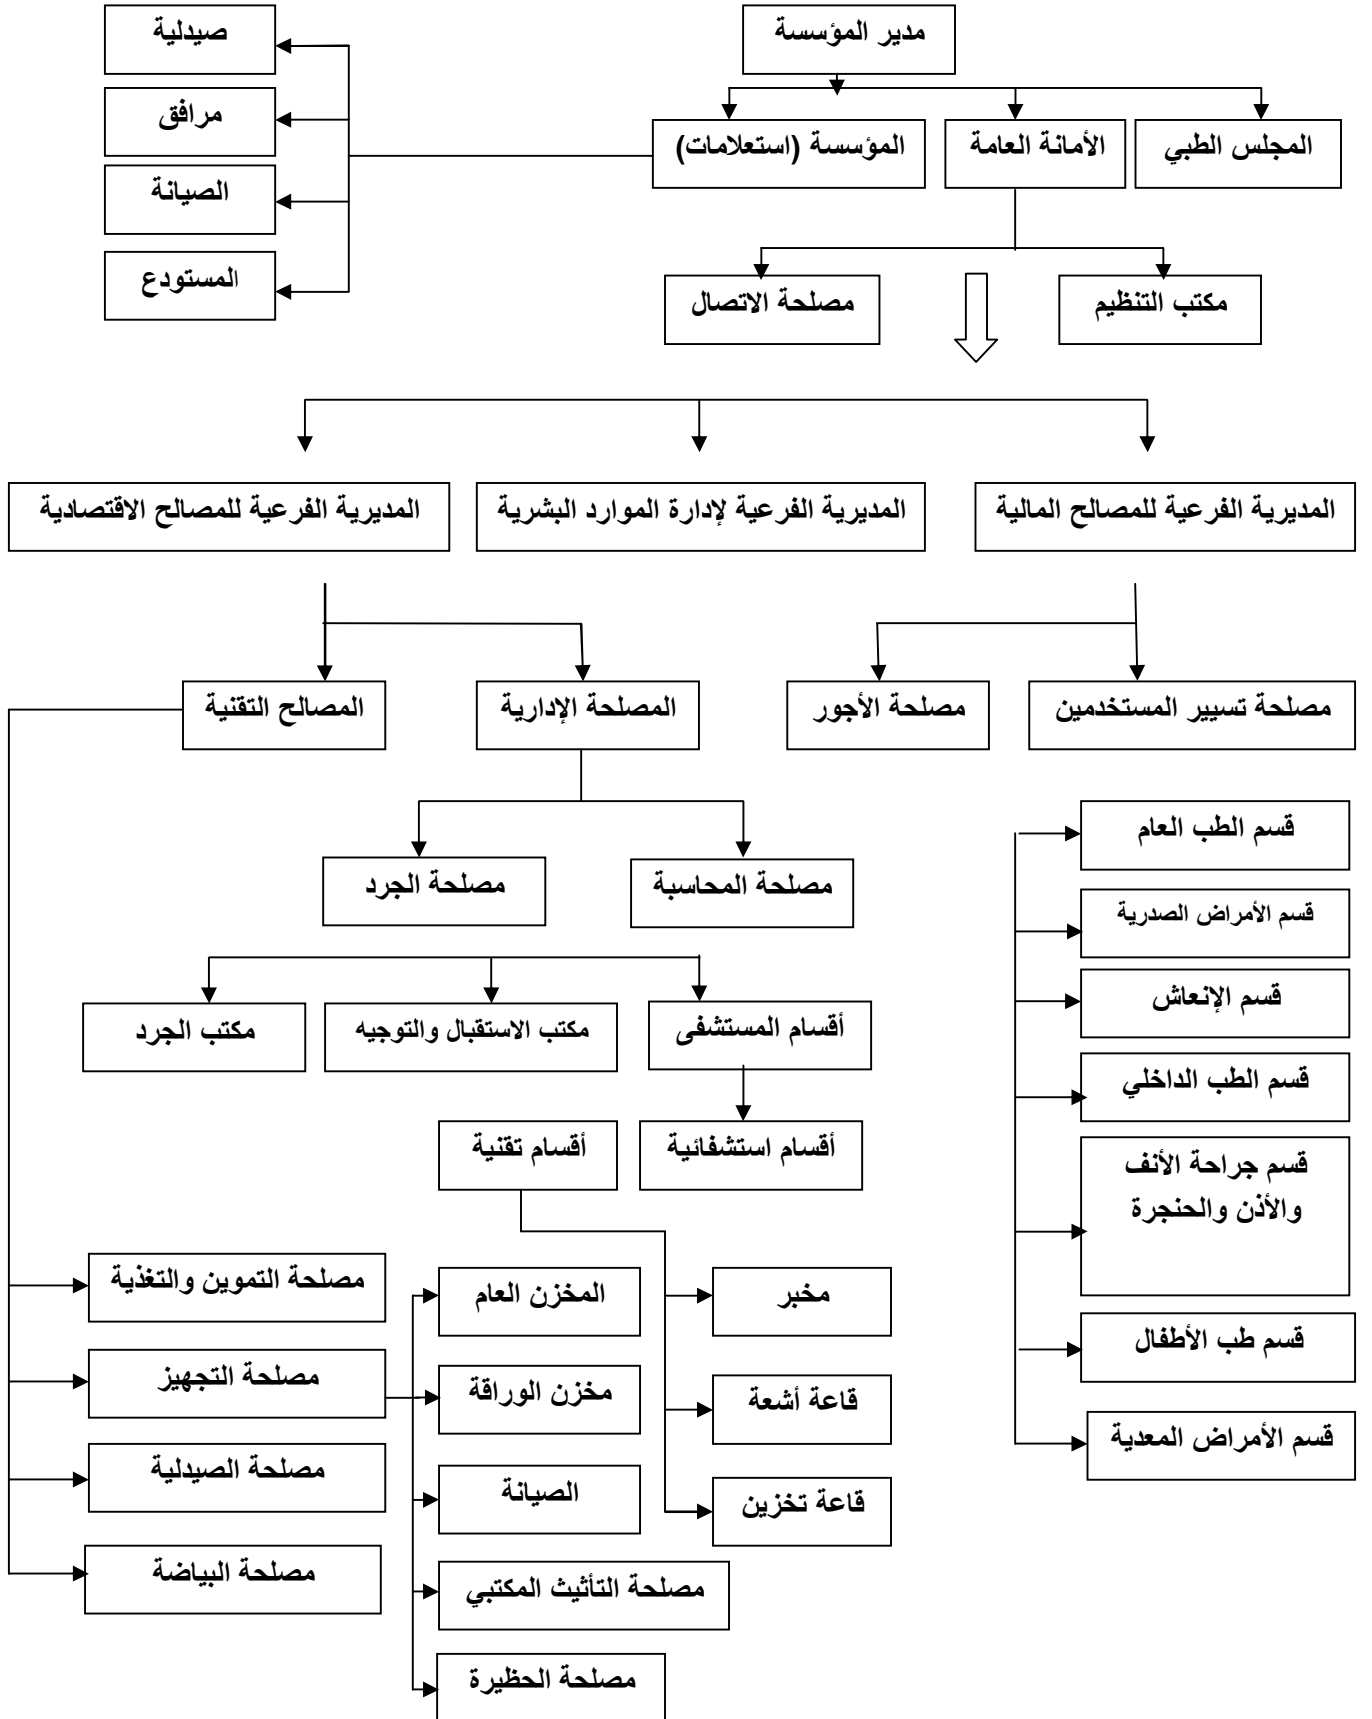 مدير المؤسسة
صيدلية
المجلس الطبي
الأمانة العامة
المؤسسة (استعلامات)
مرافق
الصيانة
المستودع
مكتب التنظيم
مصلحة الاتصال
المديرية الفرعية للمصالح المالية
المديرية الفرعية لإدارة الموارد البشرية
المديرية الفرعية للمصالح الاقتصادية
مصلحة تسيير المستخدمين
مصلحة الأجور
المصلحة الإدارية
المصالح التقنية
قسم الطب العام
مصلحة المحاسبة
مصلحة الجرد
قسم الأمراض الصدرية
قسم الإنعاش
أقسام المستشفى
مكتب الاستقبال والتوجيه
مكتب الجرد
قسم الطب الداخلي
أقسام استشفائية
أقسام تقنية
قسم جراحة الأنف
والأذن والحنجرة
مخبر
المخزن العام
مصلحة التموين والتغذية
قسم طب الأطفال
قاعة أشعة
مخزن الوراقة
مصلحة التجهيز
قسم الأمراض المعدية
قاعة تخزين
الصيانة
مصلحة الصيدلية
مصلحة التأثيث المكتبي
مصلحة البياضة
مصلحة الحظيرة